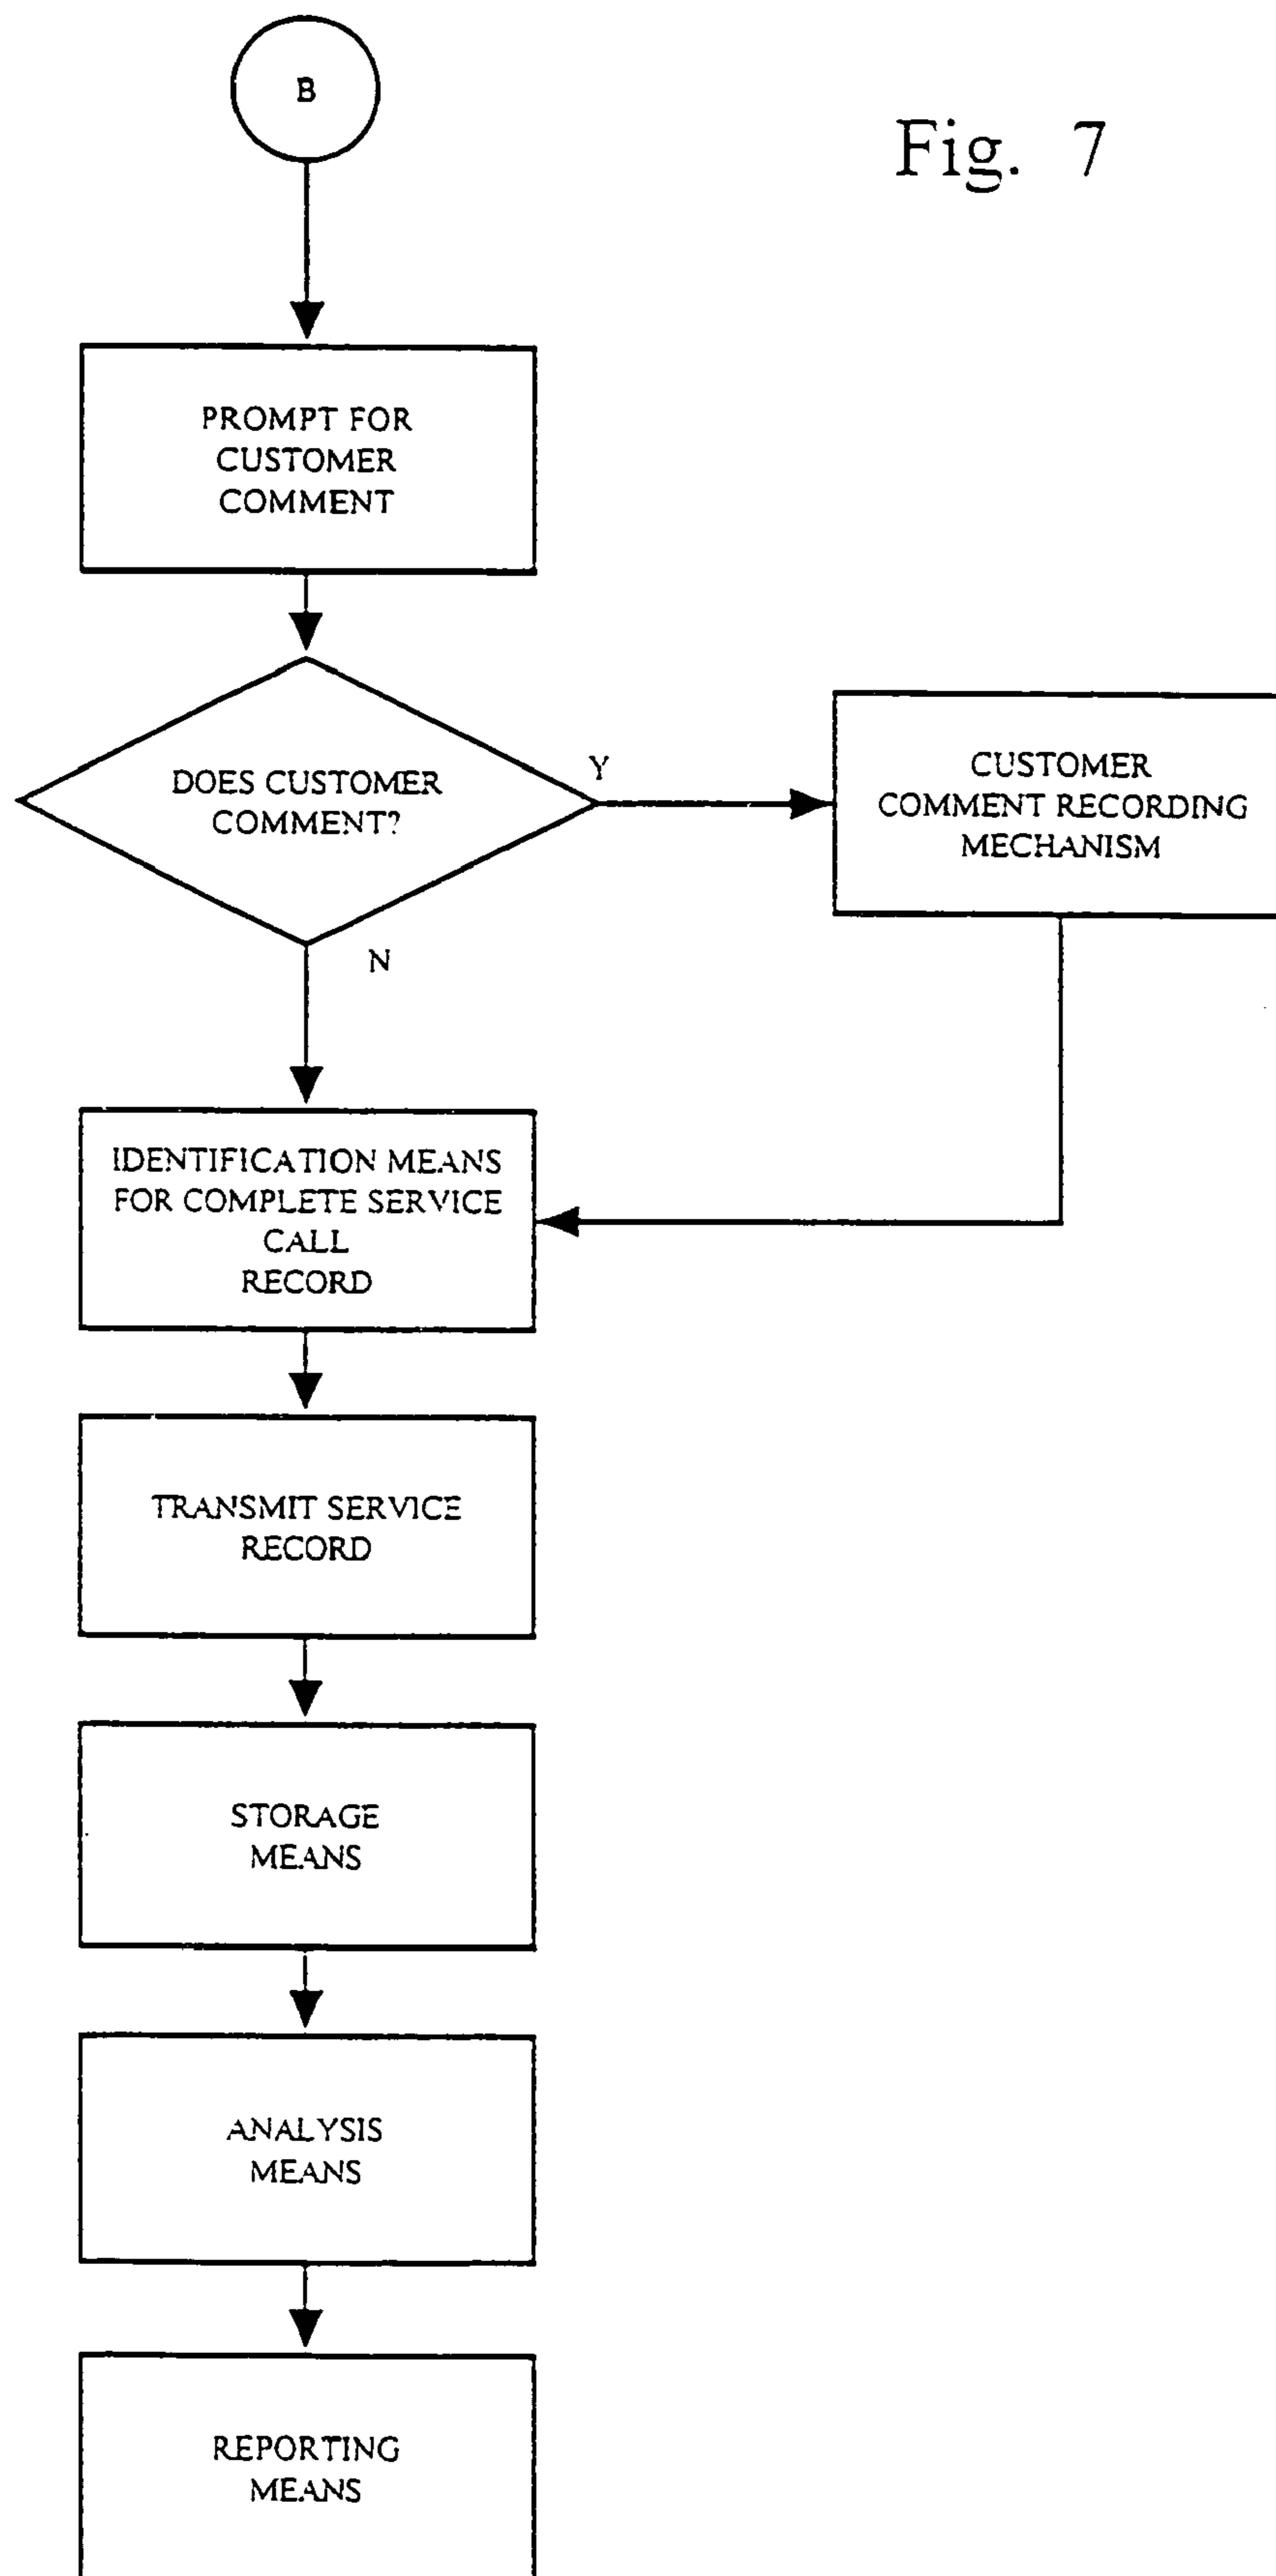 B
Fig. 7
PROMPT FOR
CUSTOMER
COMMENT
DOES CUSTOMER
COMMENT?
Y
CUSTOMER
COMMENT RECORDING
MECHANISM
N
IDENTIFICATION MEANS
FOR COMPLETE SERVICE
CALL
RECORD
TRANSMIT SERVICE
RECORD
STORAGE
MEANS
ANALYSIS
MEANS
REPORTING
MEANS